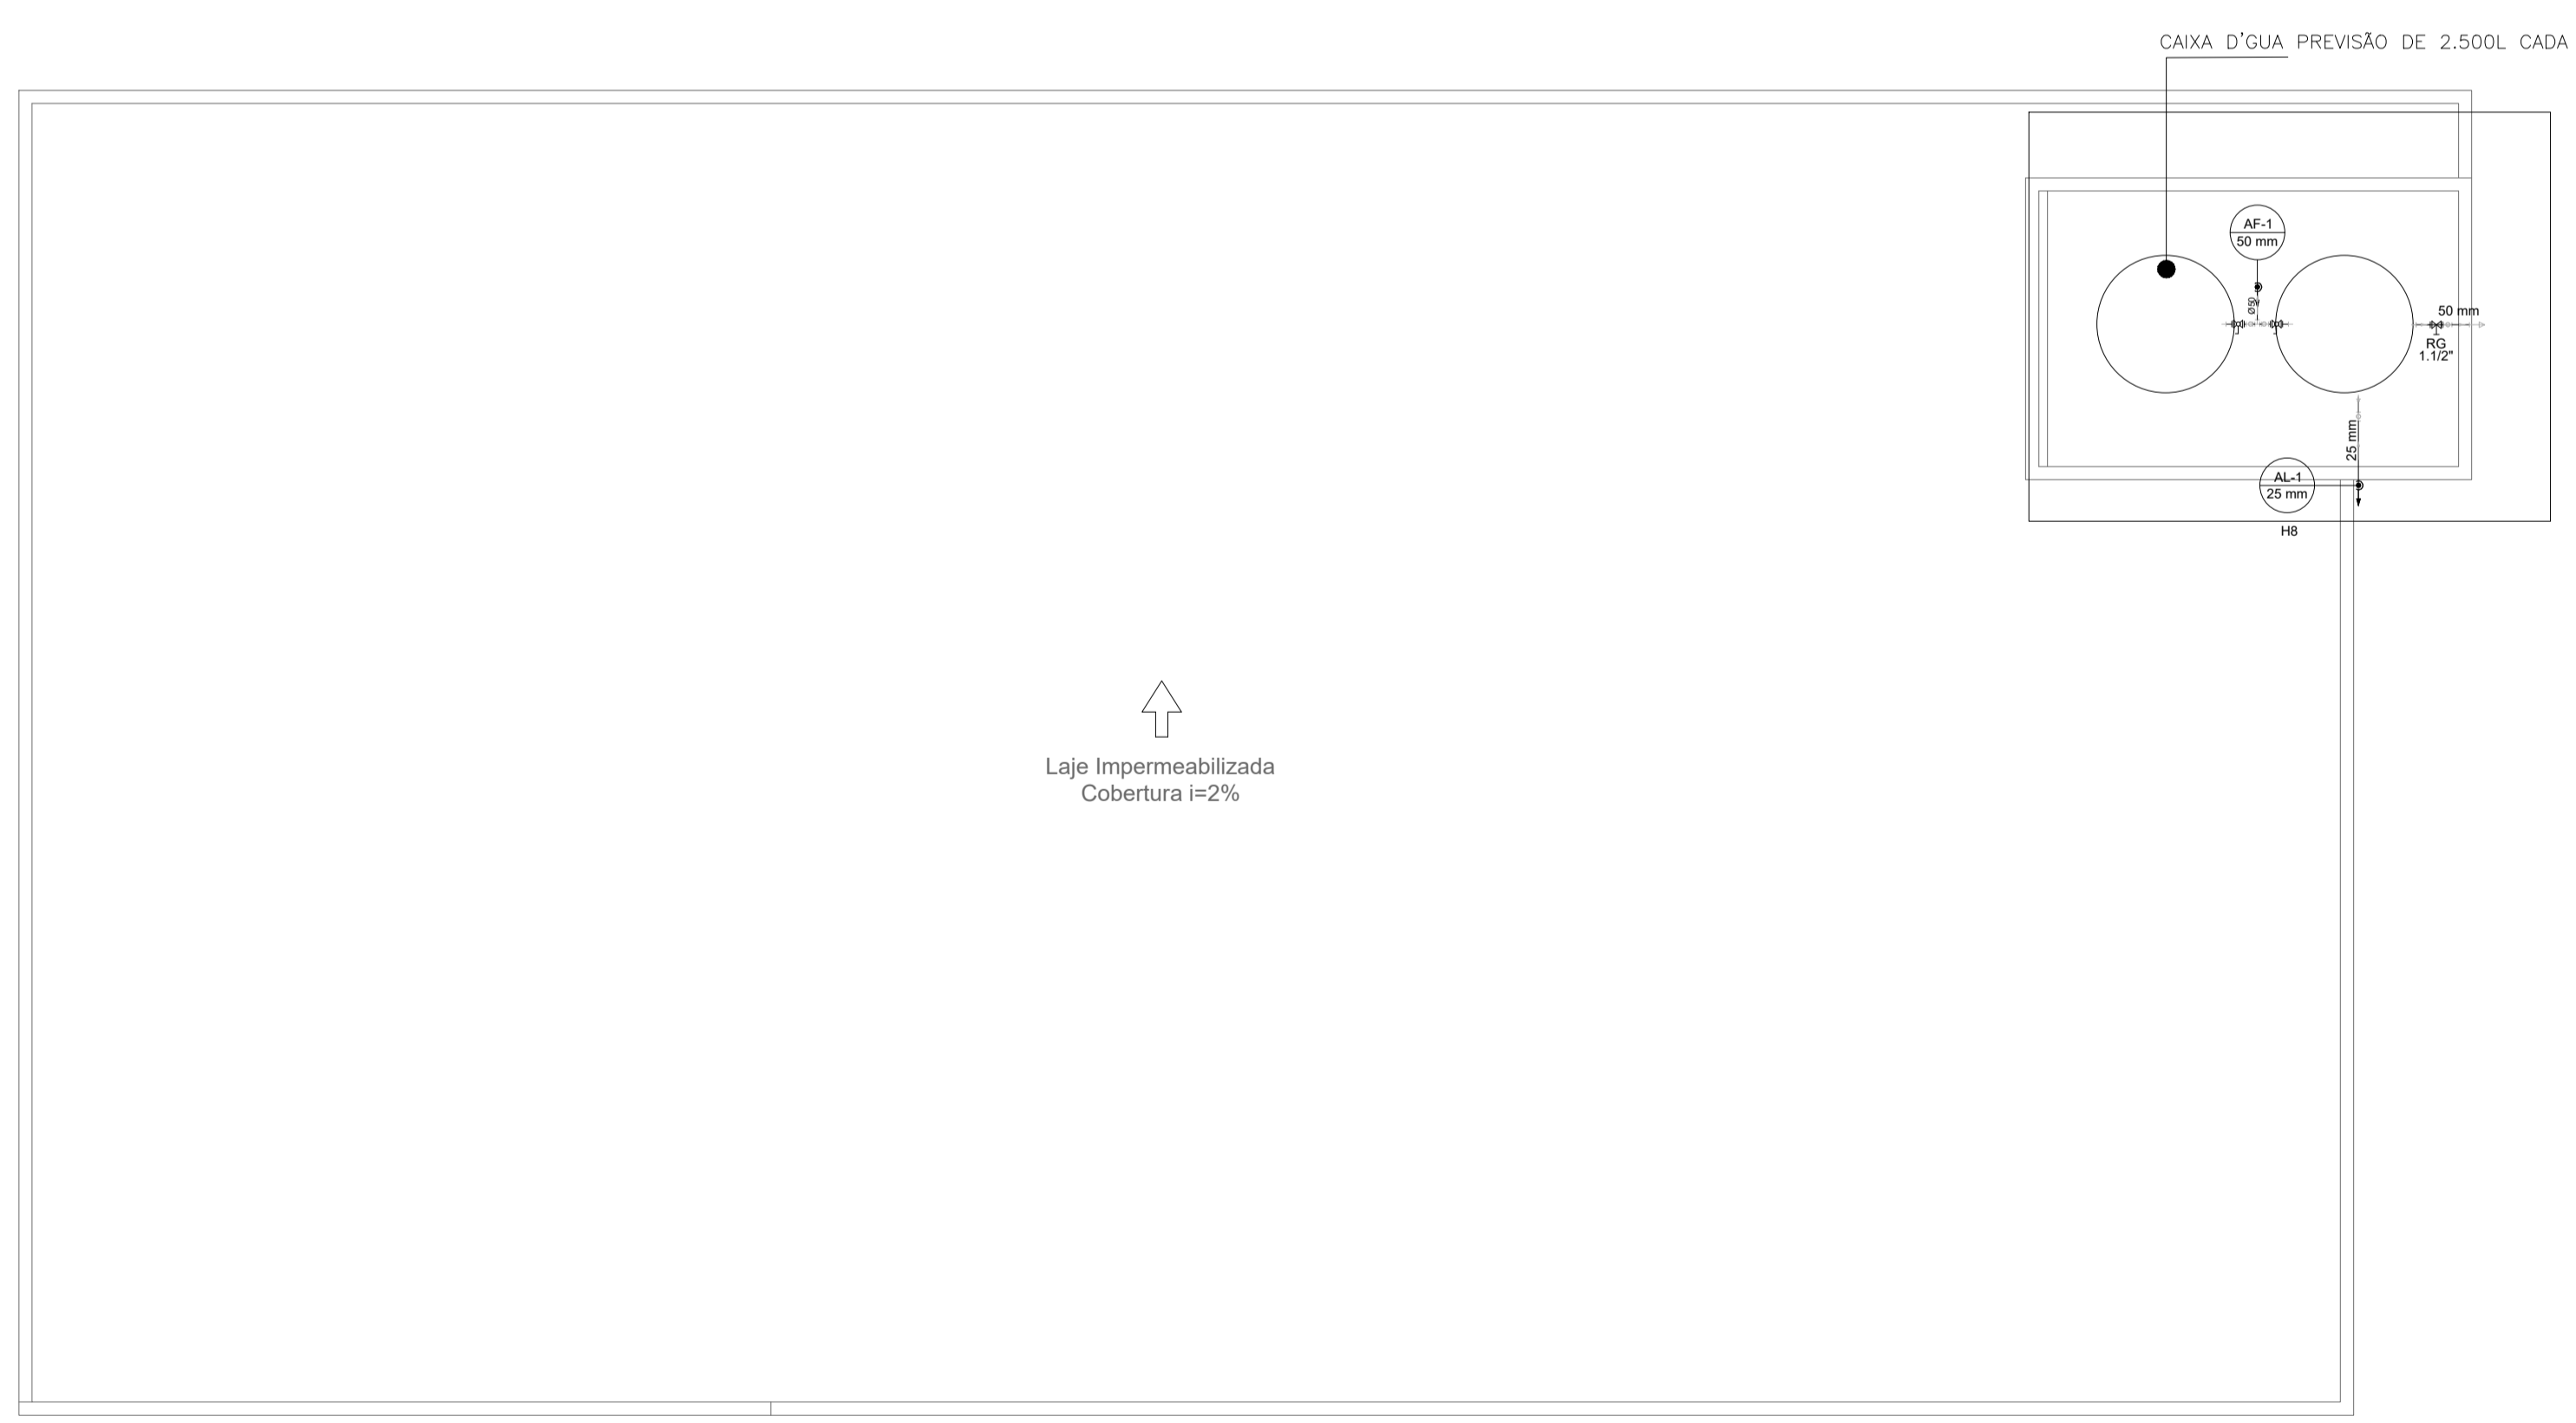 CAIXA D'GUA PREVISÃO DE 2.500L CADA
AF-1
50 mm
Ø50
50 mm
RG
1.1/2"
25 mm
AL-1
25 mm
H8
Laje Impermeabilizada
Cobertura i=2%